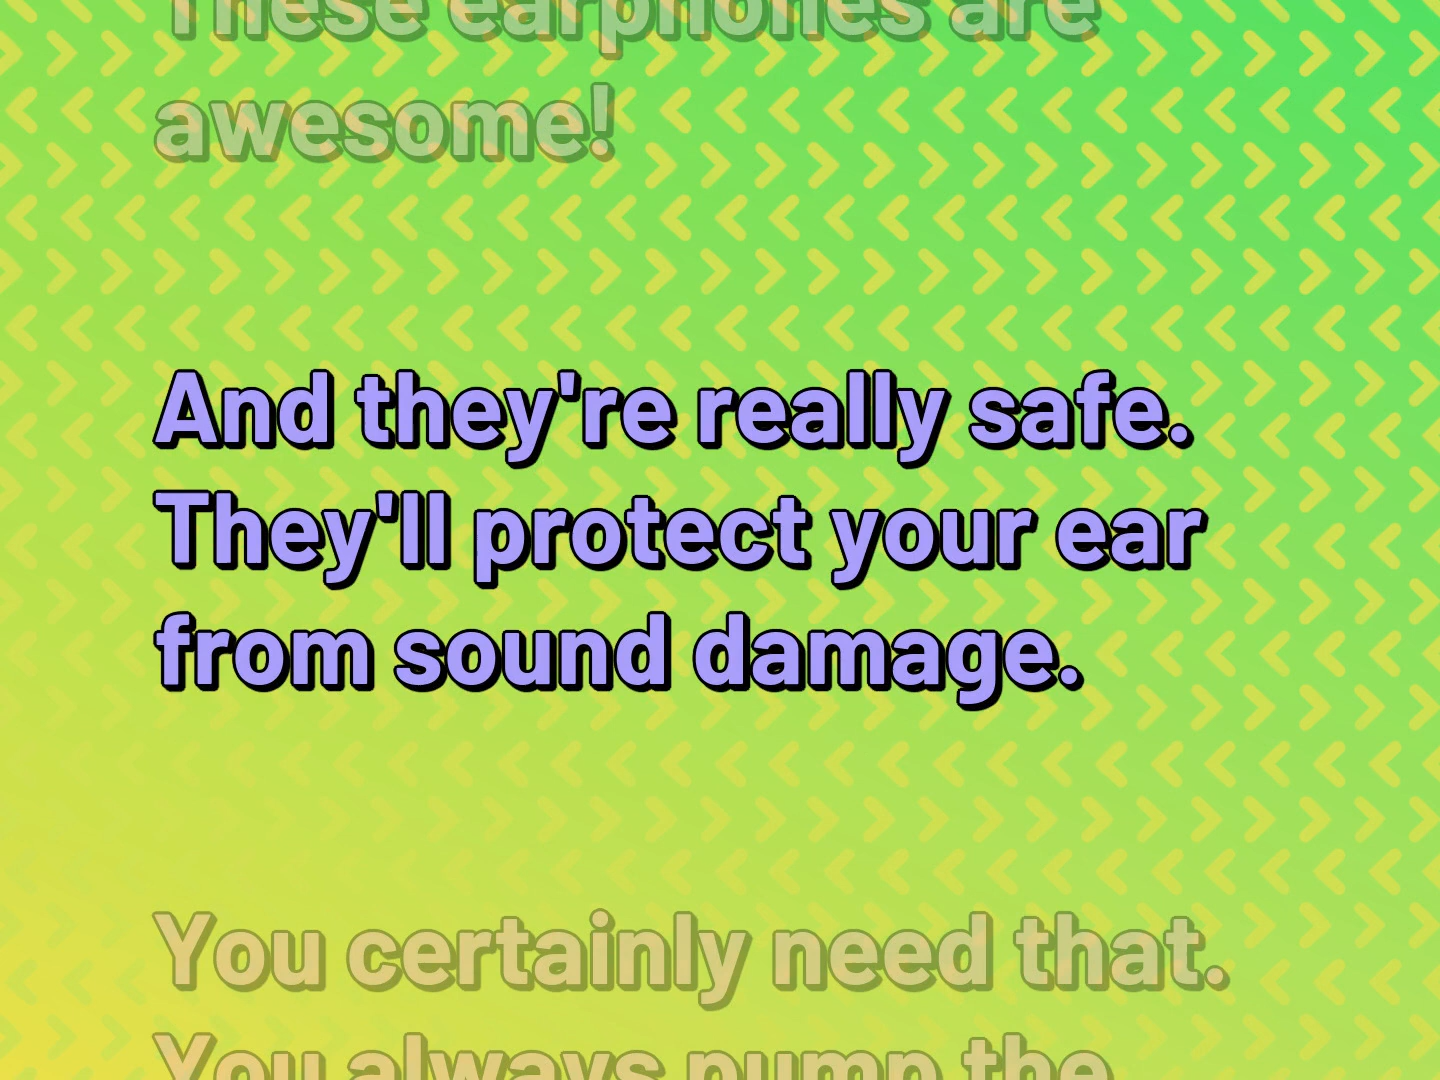 These earphones are
awesome!
And they're really safe.
They'll protect your ear
from sound damage.
You certainly need that.
You always pump the